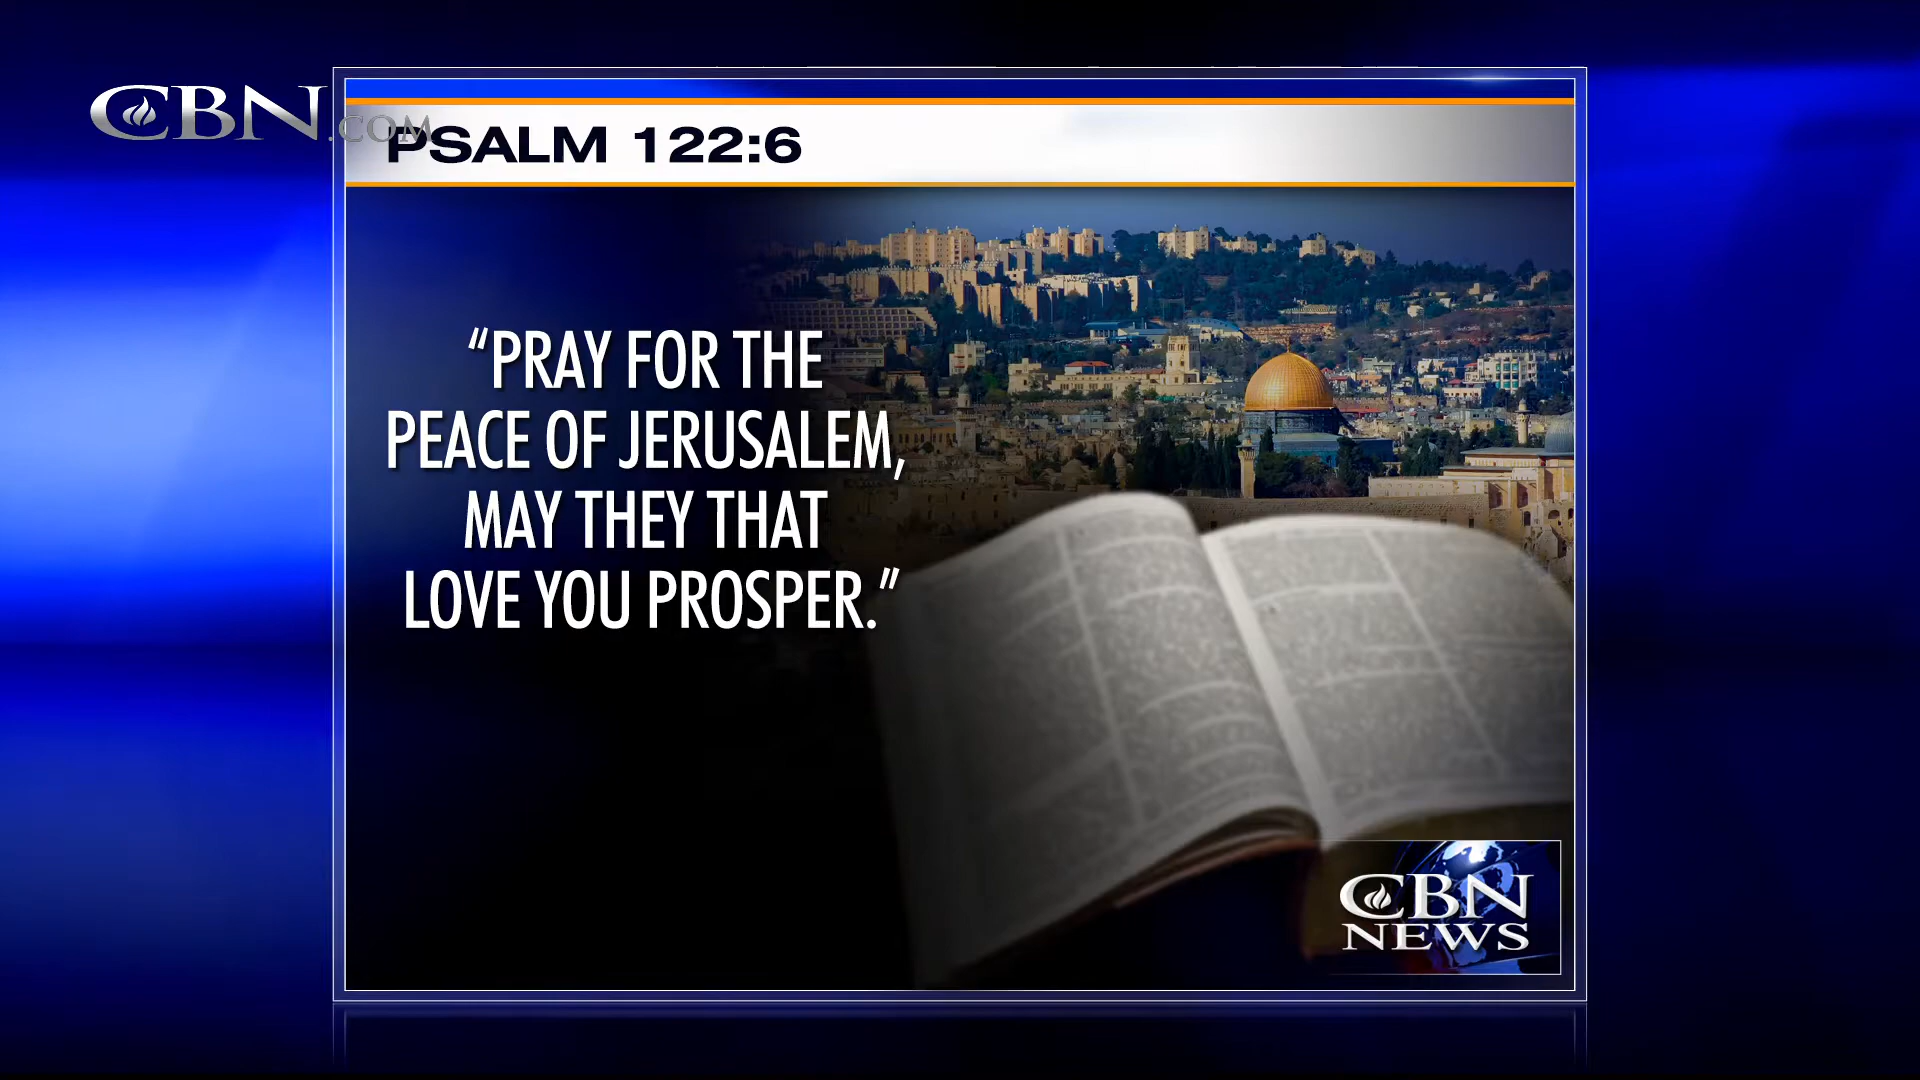 CBN.COM
PSALM 122:6
“PRAY FOR THE
PEACE OF JERUSALEM,
MAY THEY THAT
LOVE YOU PROSPER.”
CBN
NEWS